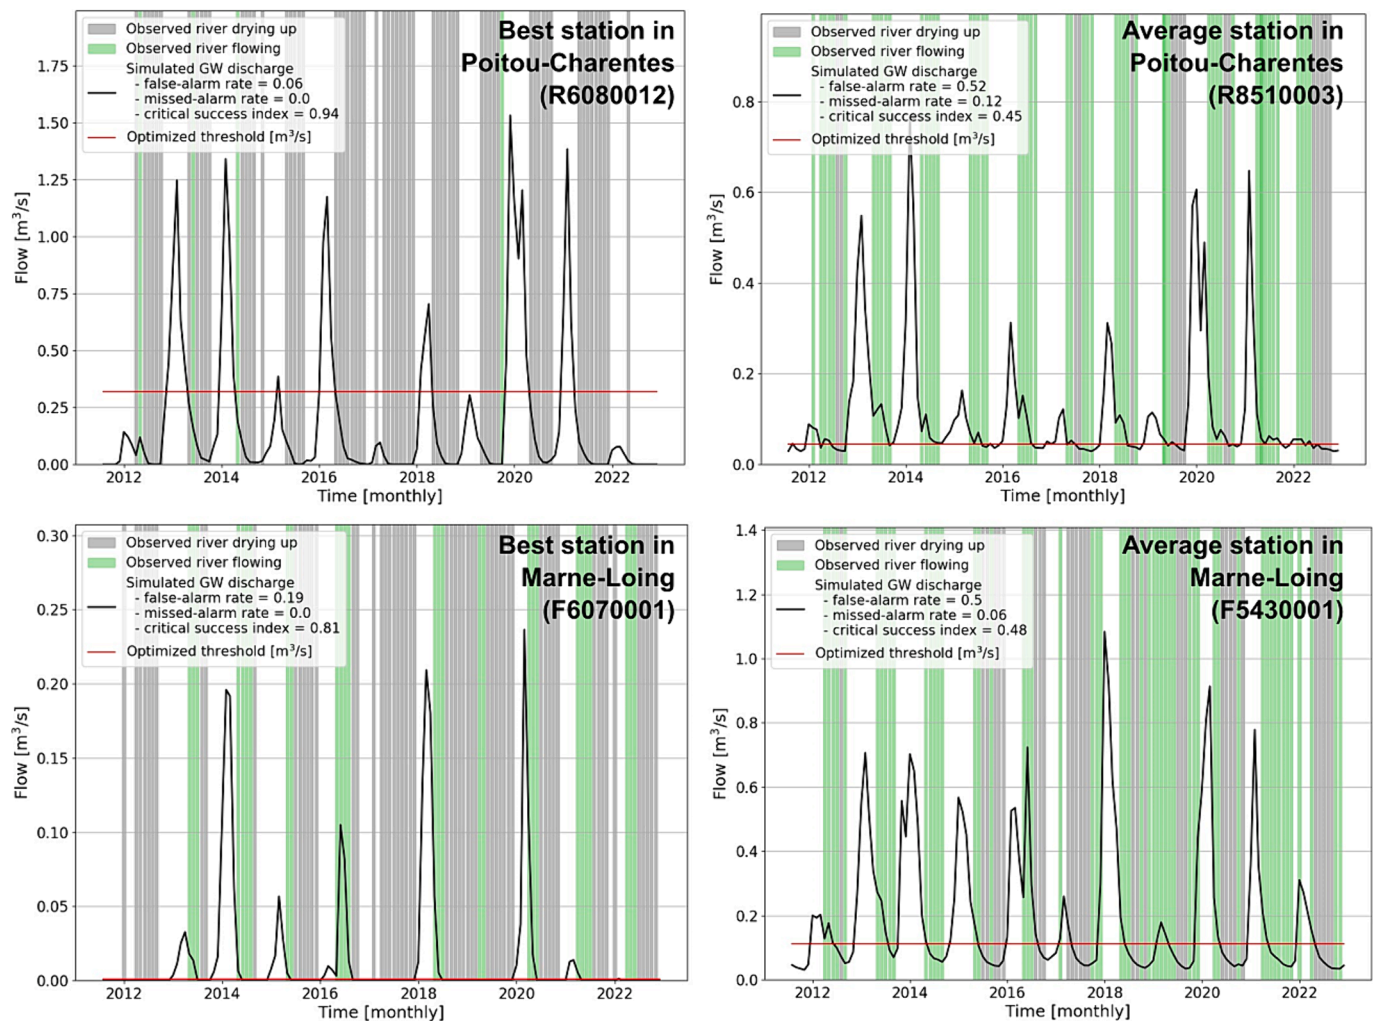 Observed river drying up
Observed river flowing
Simulated GW discharge
- false-alarm rate = 0.06
- missed-alarm rate = 0.0
- critical success index = 0.94
Optimized threshold [m³/s]
Best station in
Poitou-Charentes
(R6080012)
1.75
1.50
1.25
1.00
0.75
0.50
0.25
0.00
Flow [m³/s]
2012 2014 2016 2018 2020 2022
Time [monthly]
Observed river drying up
Observed river flowing
Simulated GW discharge
- false-alarm rate = 0.52
- missed-alarm rate = 0.12
- critical success index = 0.45
Optimized threshold [m³/s]
Average station in
Poitou-Charentes
(R8510003)
0.8
0.6
0.4
0.2
0.0
Flow [m³/s]
2012 2014 2016 2018 2020 2022
Time [monthly]
Observed river drying up
Observed river flowing
Simulated GW discharge
- false-alarm rate = 0.19
- missed-alarm rate = 0.0
- critical success index = 0.81
Optimized threshold [m³/s]
Best station in
Marne-Loing
(F6070001)
0.30
0.25
0.20
0.15
0.10
0.05
0.00
Flow [m³/s]
2012 2014 2016 2018 2020 2022
Time [monthly]
Observed river drying up
Observed river flowing
Simulated GW discharge
- false-alarm rate = 0.5
- missed-alarm rate = 0.06
- critical success index = 0.48
Optimized threshold [m³/s]
Average station in
Marne-Loing
(F5430001)
1.4
1.2
1.0
0.8
0.6
0.4
0.2
0.0
Flow [m³/s]
2012 2014 2016 2018 2020 2022
Time [monthly]